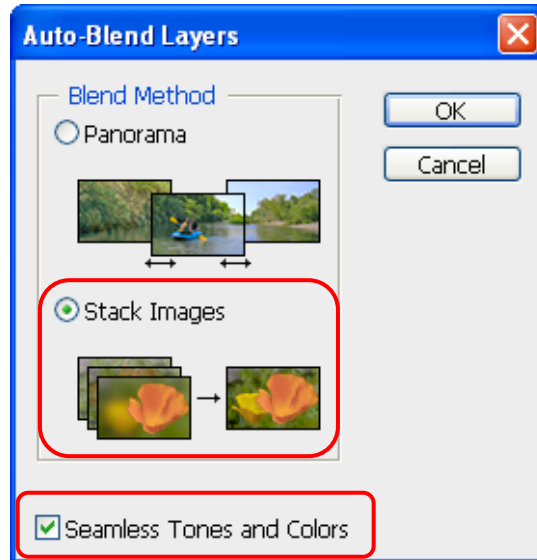 Auto-Blend Layers
Blend Method
Panorama
Stack Images
Seamless Tones and Colors
OK
Cancel